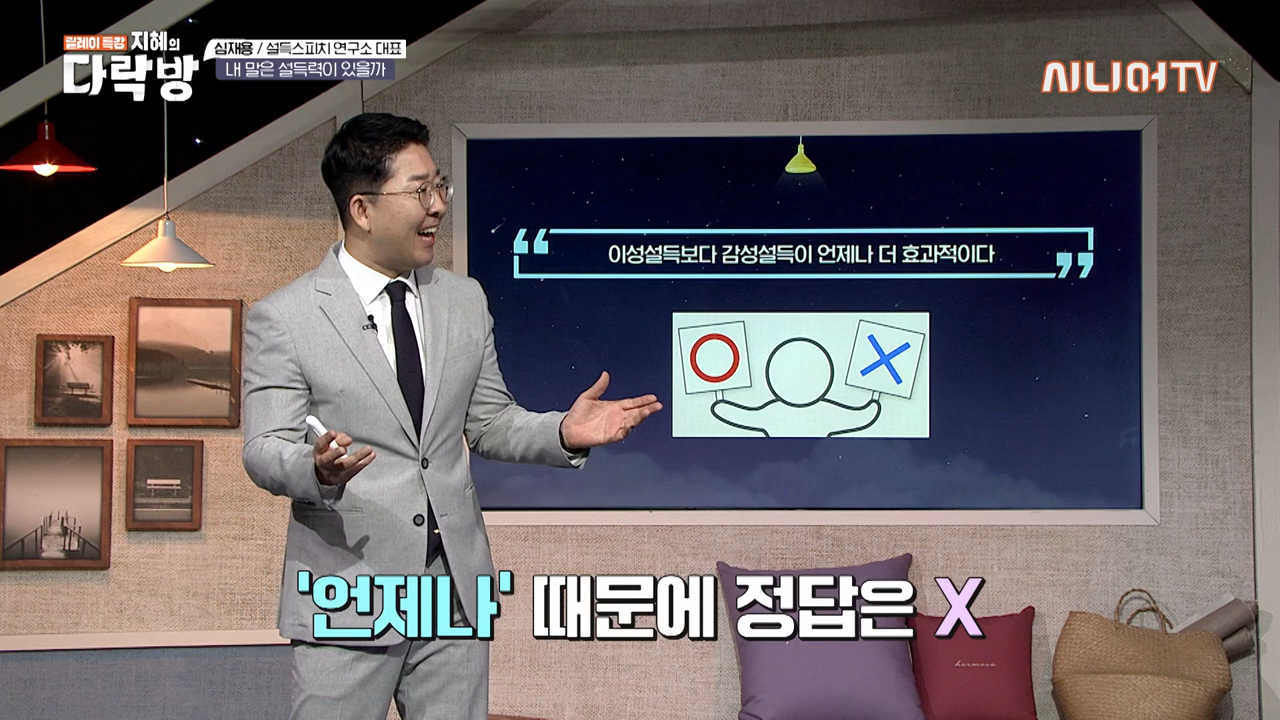 릴레이 특강 지혜의
다락방
심재용 / 설득스피치 연구소 대표
내 말은 설득력이 있을까
시니어TV
“ 이성설득보다 감성설득이 언제나 더 효과적이다 ”
O X
hermosa
'언제나' 때문에 정답은 X